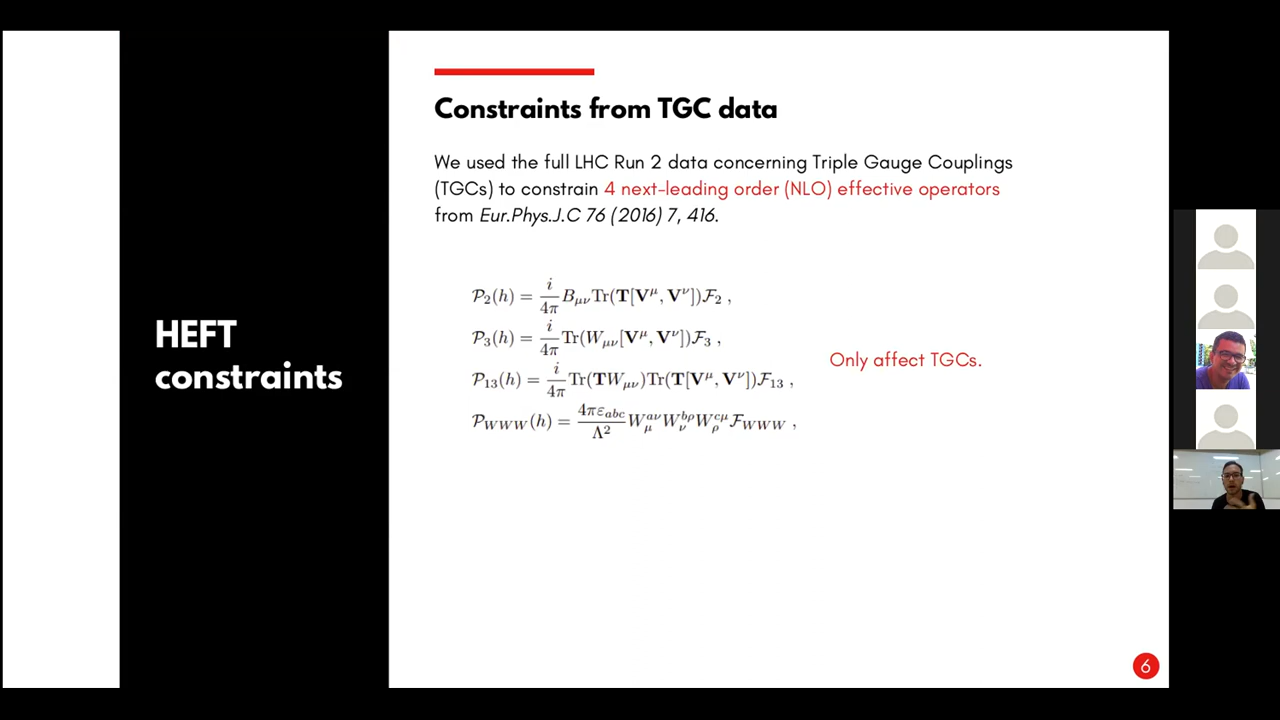 HEFT
constraints
Constraints from TGC data
We used the full LHC Run 2 data concerning Triple Gauge Couplings
(TGCs) to constrain 4 next-leading order (NLO) effective operators
from Eur.Phys.J.C 76 (2016) 7, 416.
𝒫₂(h) = i/4π B_μν Tr(T[V^μ, V^ν])ℱ₂ ,
𝒫₃(h) = i/4π Tr(W_μν[V^μ, V^ν])ℱ₃ ,
𝒫₁₃(h) = i/4π Tr(TW_μν)Tr(T[V^μ, V^ν])ℱ₁₃ ,
𝒫_WWW(h) = 4πε_abc/Λ² W_μ^aν W_ν^bρ W_ρ^cμ ℱ_WWW ,
Only affect TGCs.
6